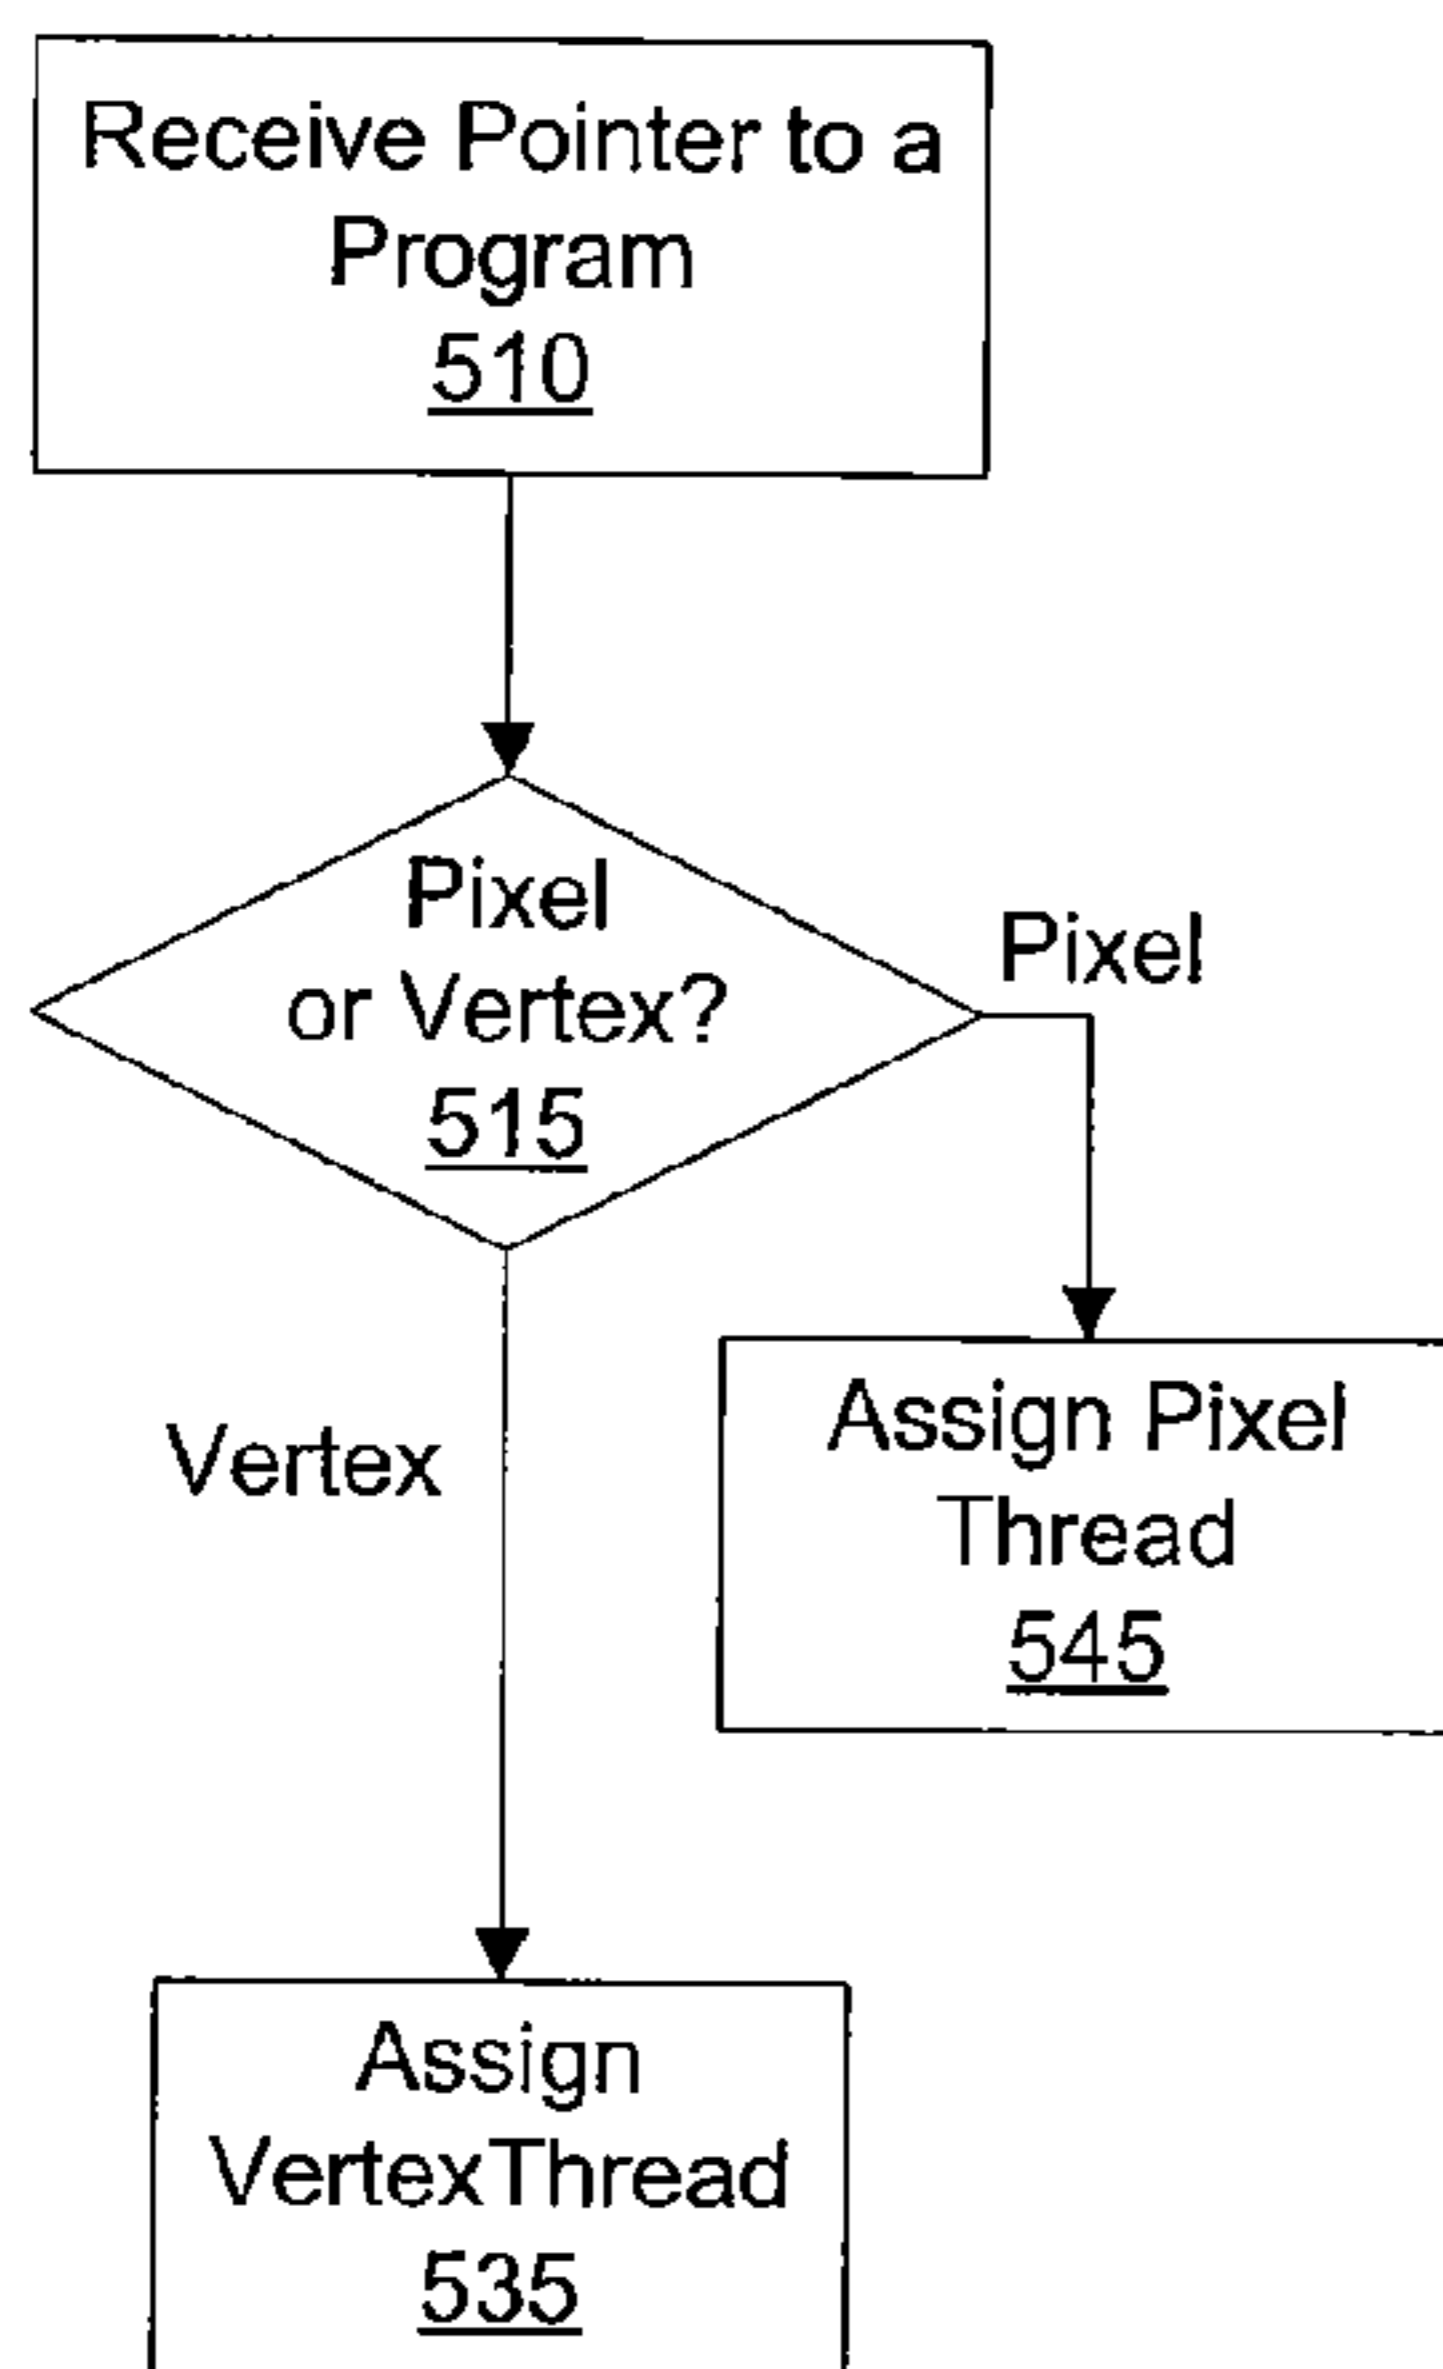 Receive Pointer to a
Program
510
Pixel
or Vertex?
515
Pixel
Vertex
Assign Pixel
Thread
545
Assign
VertexThread
535